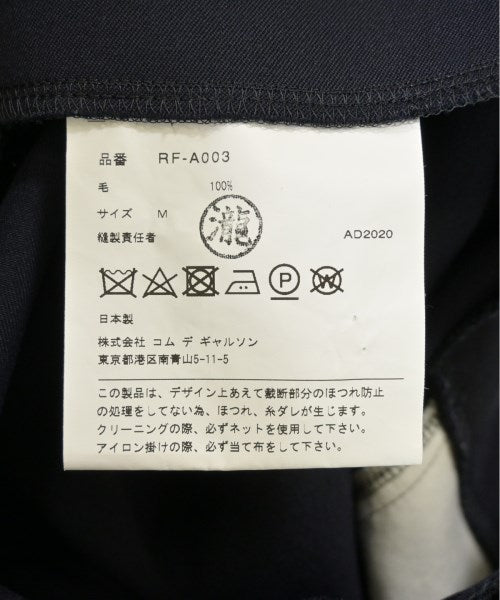 品番 RF-A003
毛 100%
サイズ M
縫製責任者 瀧 AD2020
P W
日本製
株式会社 コム デ ギャルソン
東京都港区南青山5-11-5
この製品は、デザイン上あえて裁断部分のほつれ防止
の処理をしてない為、ほつれ、糸ダレが生じます。
クリーニングの際、必ずネットを使用して下さい。
アイロン掛けの際、必ず当て布をして下さい。